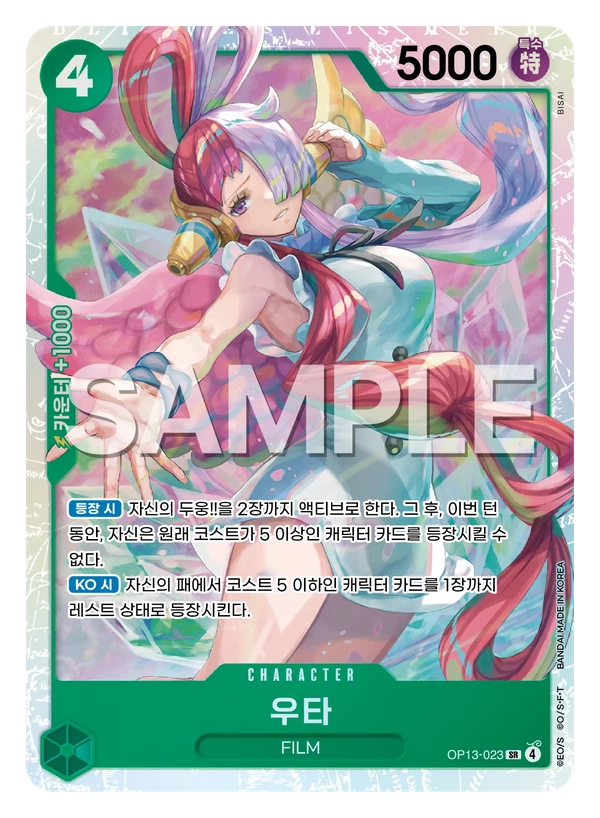 4
5000
특수
特
BISAI
카운터 +1000
SAMPLE
등장 시 자신의 두웅!!을 2장까지 액티브로 한다. 그 후, 이번 턴
동안, 자신은 원래 코스트가 5 이상인 캐릭터 카드를 등장시킬 수
없다.
KO 시 자신의 패에서 코스트 5 이하인 캐릭터 카드를 1장까지
레스트 상태로 등장시킨다.
CHARACTER
우타
FILM
OP13-023 SR 4
©E.O/S ©O/S·F·T BANDAI MADE IN KOREA